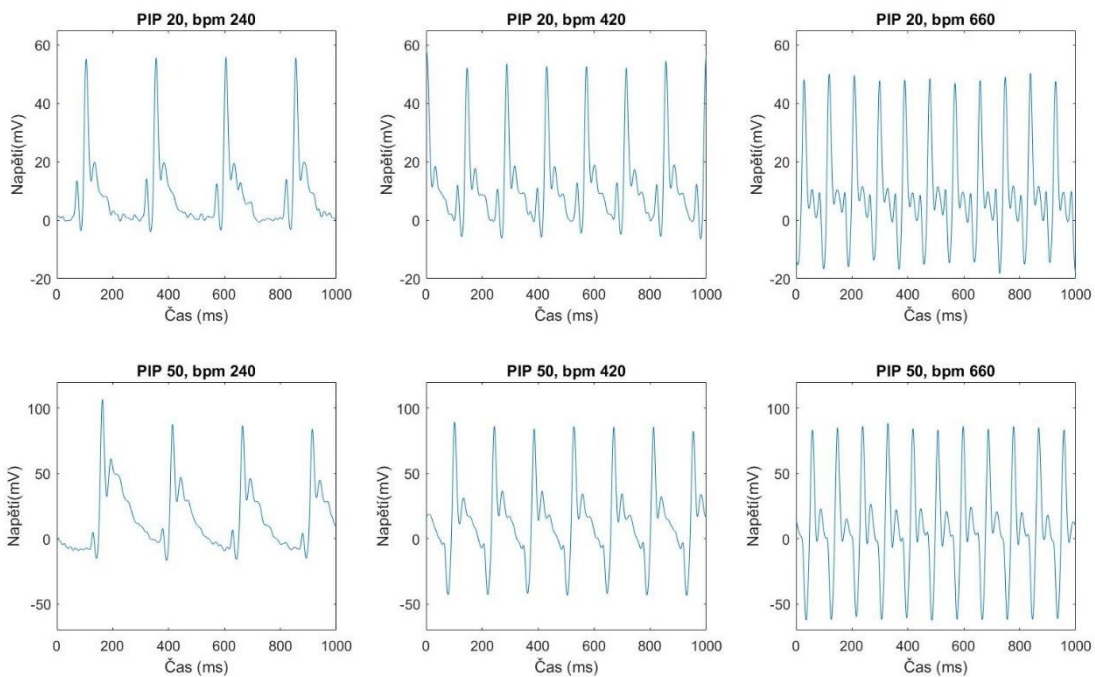 PIP 20, bpm 240
60
40
20
0
-20
Napětí(mV)
0 200 400 600 800 1000
Čas (ms)
PIP 20, bpm 420
60
40
20
0
-20
Napětí(mV)
0 200 400 600 800 1000
Čas (ms)
PIP 20, bpm 660
60
40
20
0
-20
Napětí(mV)
0 200 400 600 800 1000
Čas (ms)
PIP 50, bpm 240
100
50
0
-50
Napětí(mV)
0 200 400 600 800 1000
Čas (ms)
PIP 50, bpm 420
100
50
0
-50
Napětí(mV)
0 200 400 600 800 1000
Čas (ms)
PIP 50, bpm 660
100
50
0
-50
Napětí(mV)
0 200 400 600 800 1000
Čas (ms)